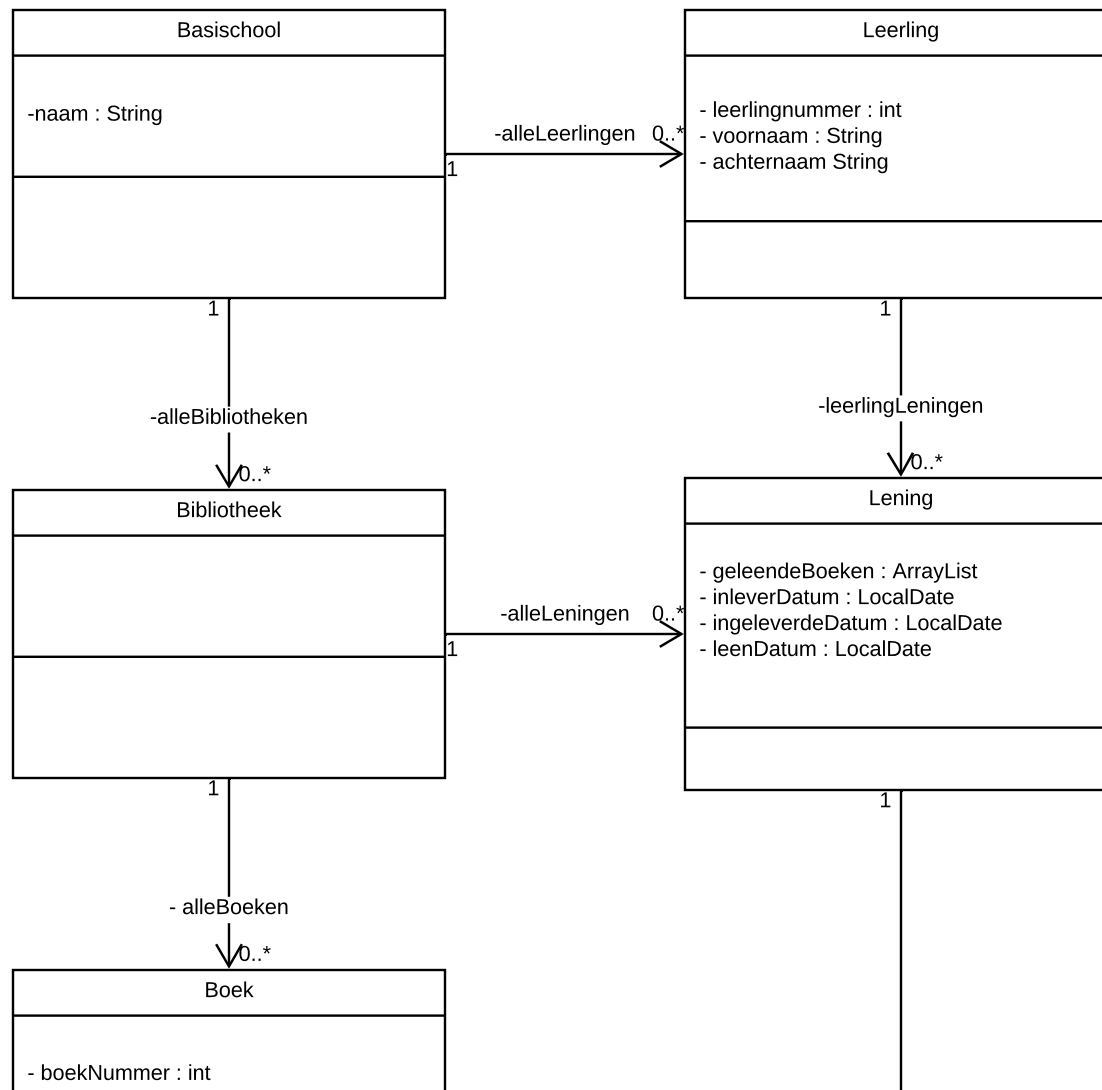 Basischool
-naam : String
1
-alleLeerlingen 0..*
Leerling
- leerlingnummer : int
- voornaam : String
- achternaam String
1
-alleBibliotheken
0..*
1
-leerlingLeningen
0..*
Bibliotheek
1
-alleLeningen 0..*
Lening
- geleendeBoeken : ArrayList
- inleverDatum : LocalDate
- ingeleverdeDatum : LocalDate
- leenDatum : LocalDate
1
- alleBoeken
0..*
1
Boek
- boekNummer : int